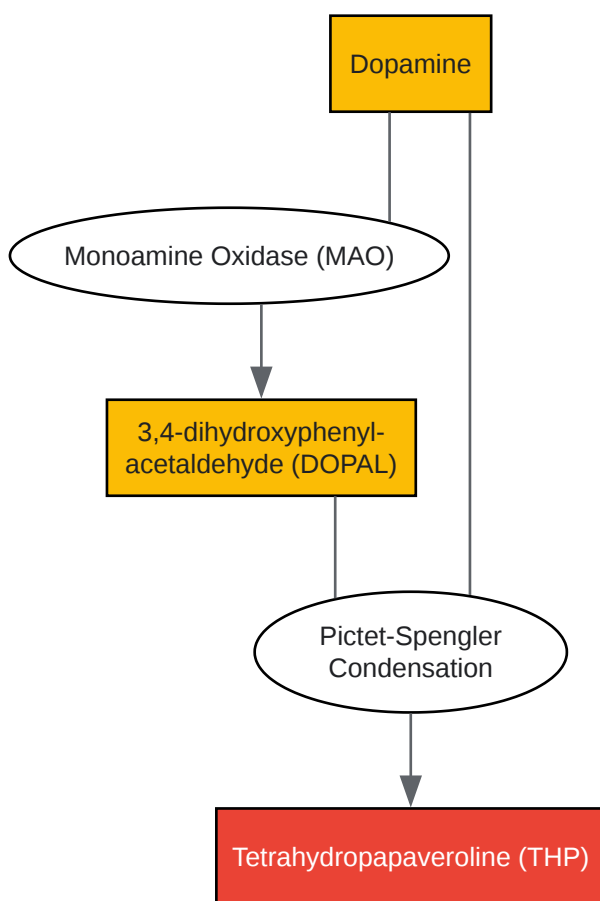 Dopamine
Monoamine Oxidase (MAO)
3,4-dihydroxyphenyl-
acetaldehyde (DOPAL)
Pictet-Spengler
Condensation
Tetrahydropapaveroline (THP)